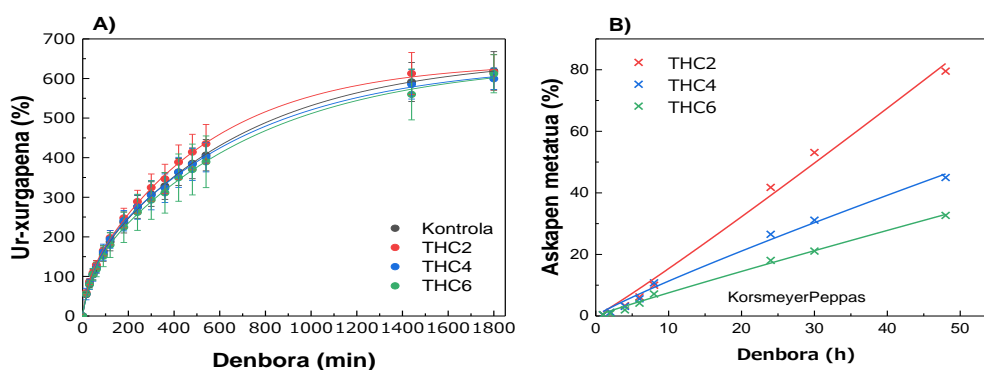 A)
Ur-xurgapena (%)
700
600
500
400
300
200
100
0
0 200 400 600 800 1000 1200 1400 1600 1800
Denbora (min)
Kontrola
THC2
THC4
THC6
B)
Askapen metatua (%)
80
60
40
20
0
0 10 20 30 40 50
Denbora (h)
THC2
THC4
THC6
KorsmeyerPeppas